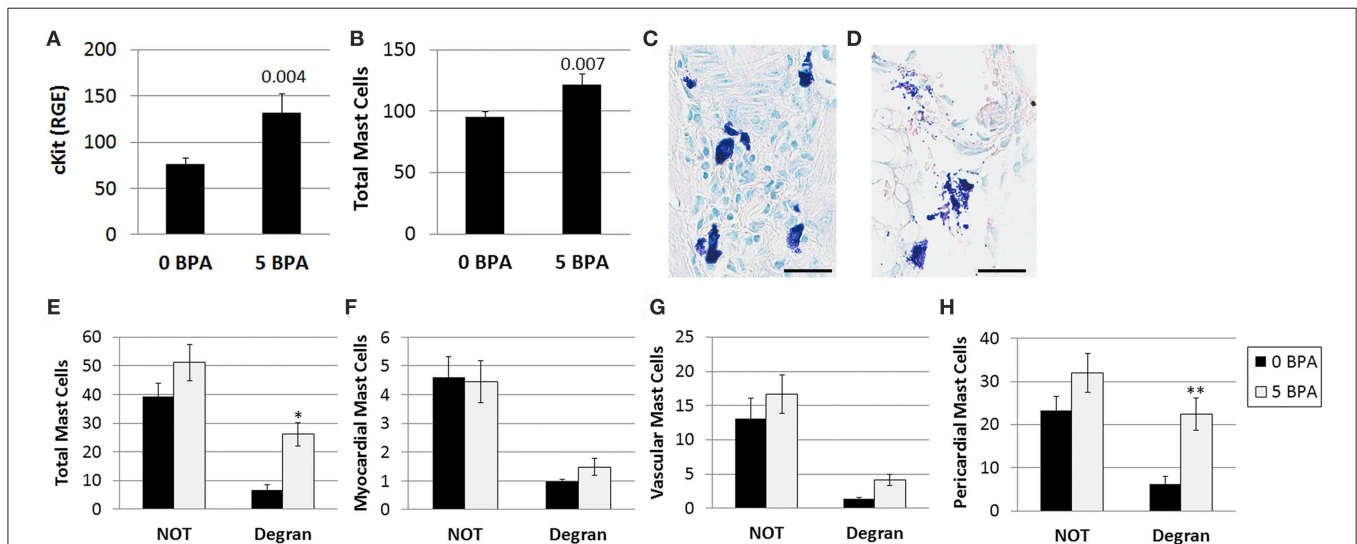 A
cKit (RGE)
200
150
100
50
0
0.004
0 BPA
5 BPA
B
Total Mast Cells
150
100
50
0
0.007
0 BPA
5 BPA
C
D
E
Total Mast Cells
60
50
40
30
20
10
0
*
NOT
Degran
F
Myocardial Mast Cells
6
5
4
3
2
1
0
NOT
Degran
G
Vascular Mast Cells
25
20
15
10
5
0
NOT
Degran
H
Pericardial Mast Cells
40
30
20
10
0
**
NOT
Degran
0 BPA
5 BPA